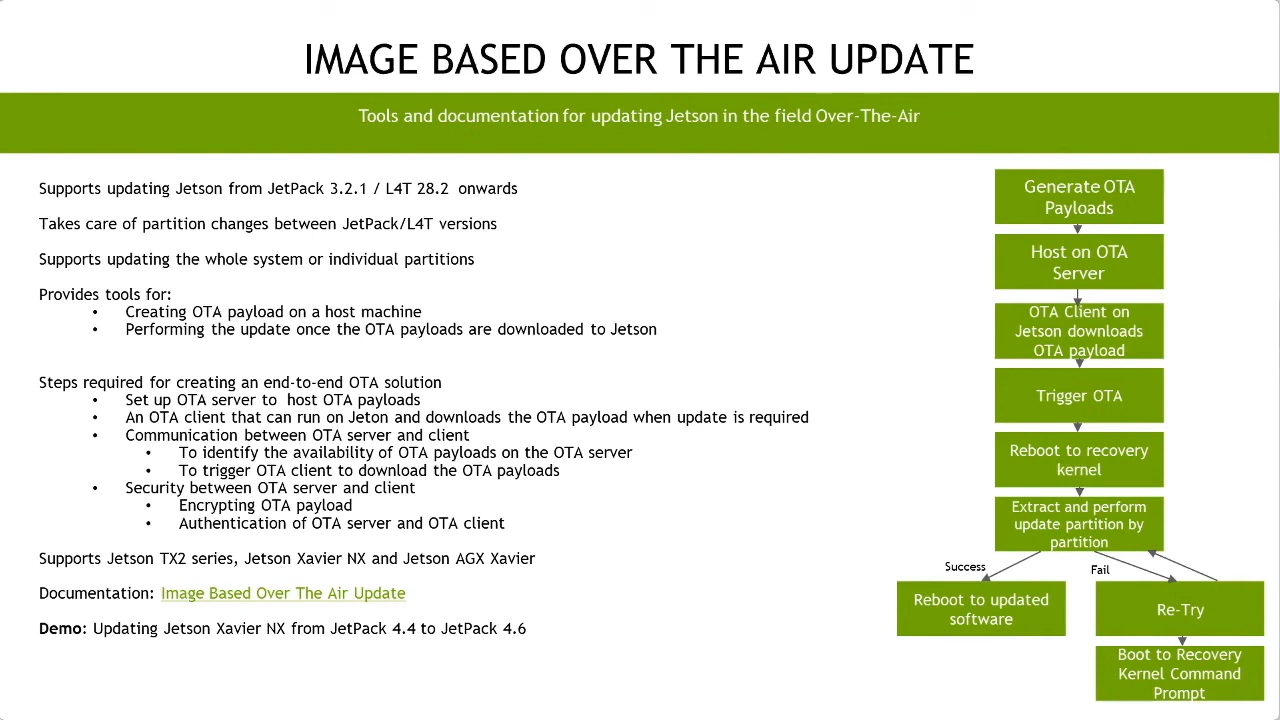 IMAGE BASED OVER THE AIR UPDATE
Tools and documentation for updating Jetson in the field Over-The-Air
Supports updating Jetson from JetPack 3.2.1 / L4T 28.2 onwards
Takes care of partition changes between JetPack/L4T versions
Supports updating the whole system or individual partitions
Provides tools for:
• Creating OTA payload on a host machine
• Performing the update once the OTA payloads are downloaded to Jetson
Steps required for creating an end-to-end OTA solution
• Set up OTA server to host OTA payloads
• An OTA client that can run on Jeton and downloads the OTA payload when update is required
• Communication between OTA server and client
• To identify the availability of OTA payloads on the OTA server
• To trigger OTA client to download the OTA payloads
• Security between OTA server and client
• Encrypting OTA payload
• Authentication of OTA server and OTA client
Supports Jetson TX2 series, Jetson Xavier NX and Jetson AGX Xavier
Documentation: Image Based Over The Air Update
Demo: Updating Jetson Xavier NX from JetPack 4.4 to JetPack 4.6
Generate OTA
Payloads
Host on OTA
Server
OTA Client on
Jetson downloads
OTA payload
Trigger OTA
Reboot to recovery
kernel
Extract and perform
update partition by
partition
Success
Fail
Reboot to updated
software
Re-Try
Boot to Recovery
Kernel Command
Prompt